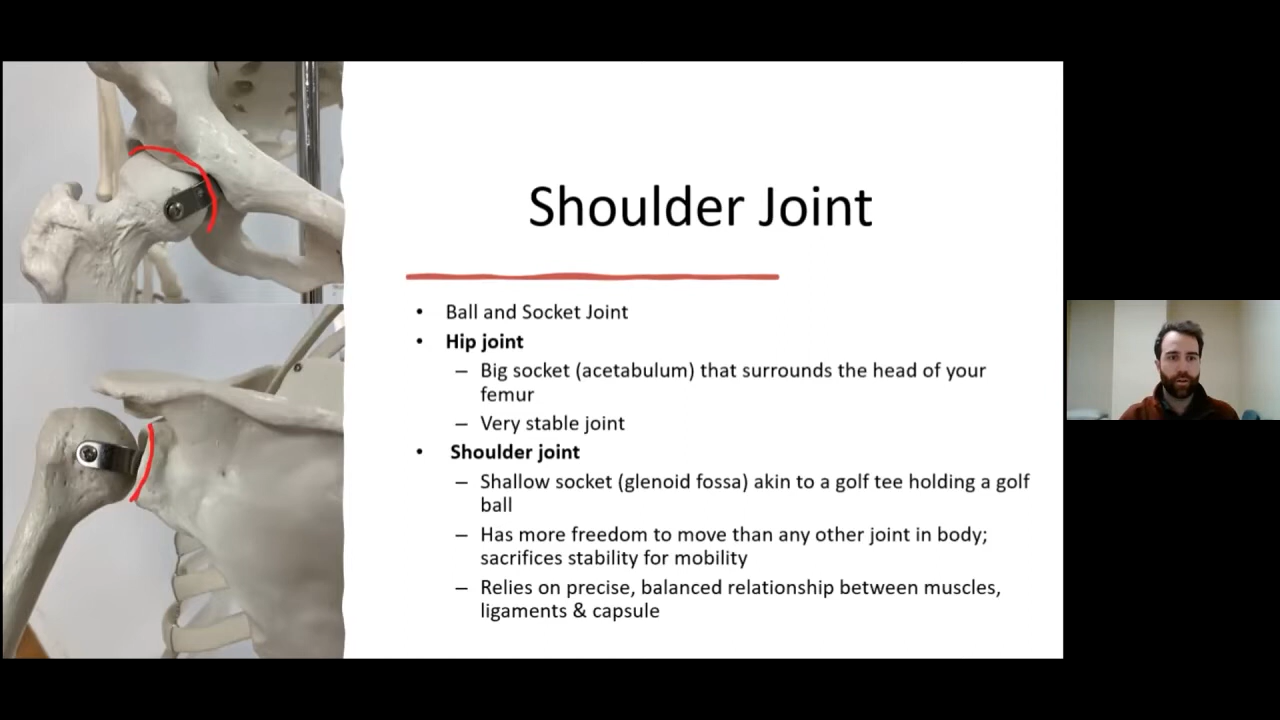 Shoulder Joint
• Ball and Socket Joint
• Hip joint
– Big socket (acetabulum) that surrounds the head of your
femur
– Very stable joint
• Shoulder joint
– Shallow socket (glenoid fossa) akin to a golf tee holding a golf
ball
– Has more freedom to move than any other joint in body;
sacrifices stability for mobility
– Relies on precise, balanced relationship between muscles,
ligaments & capsule